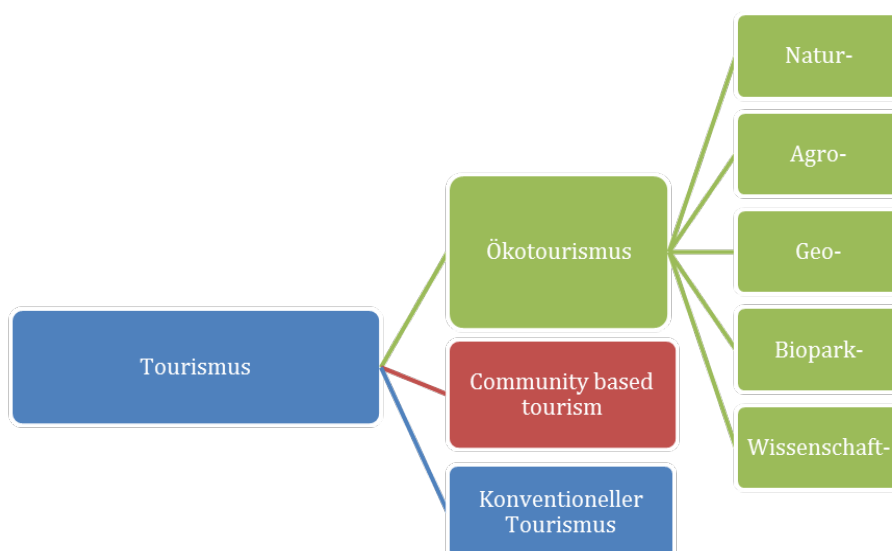 Tourismus
Ökotourismus
Community based
tourism
Konventioneller
Tourismus
Natur-
Agro-
Geo-
Biopark-
Wissenschaft-